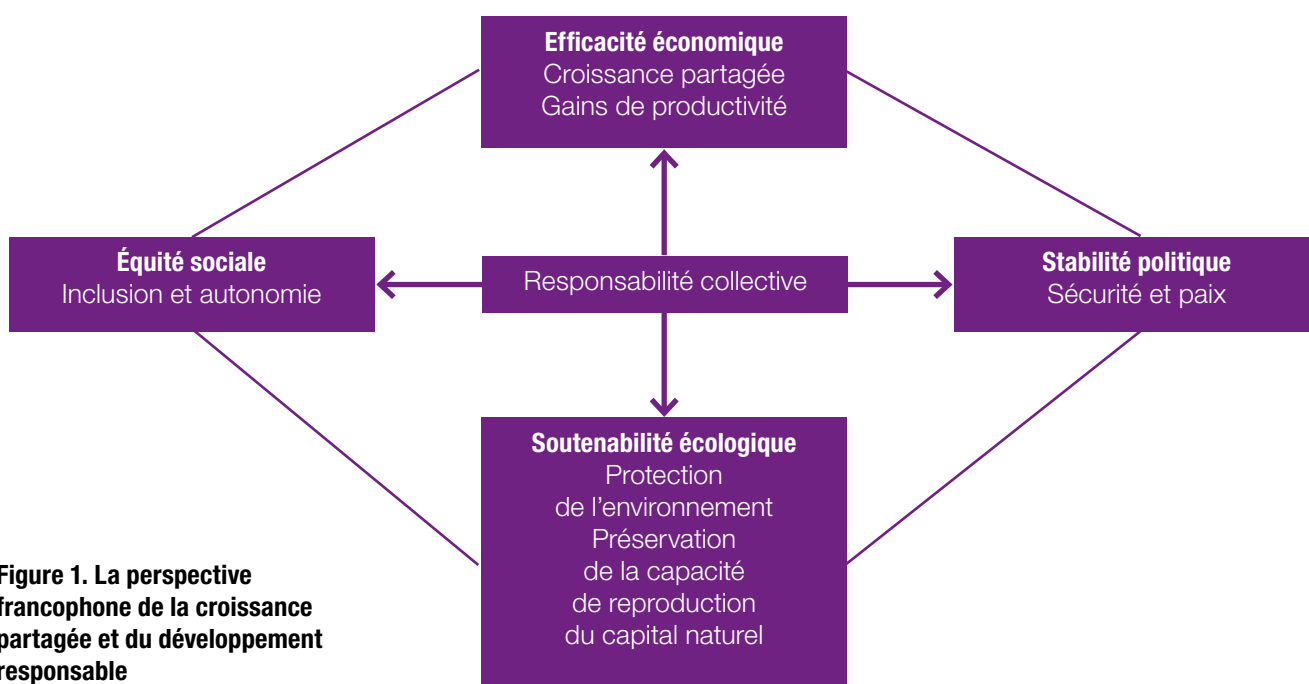 Efficacité économique
Croissance partagée
Gains de productivité
Équité sociale
Inclusion et autonomie
Responsabilité collective
Stabilité politique
Sécurité et paix
Soutenabilité écologique
Protection
de l’environnement
Préservation
de la capacité
de reproduction
du capital naturel
Figure 1. La perspective
francophone de la croissance
partagée et du développement
responsable